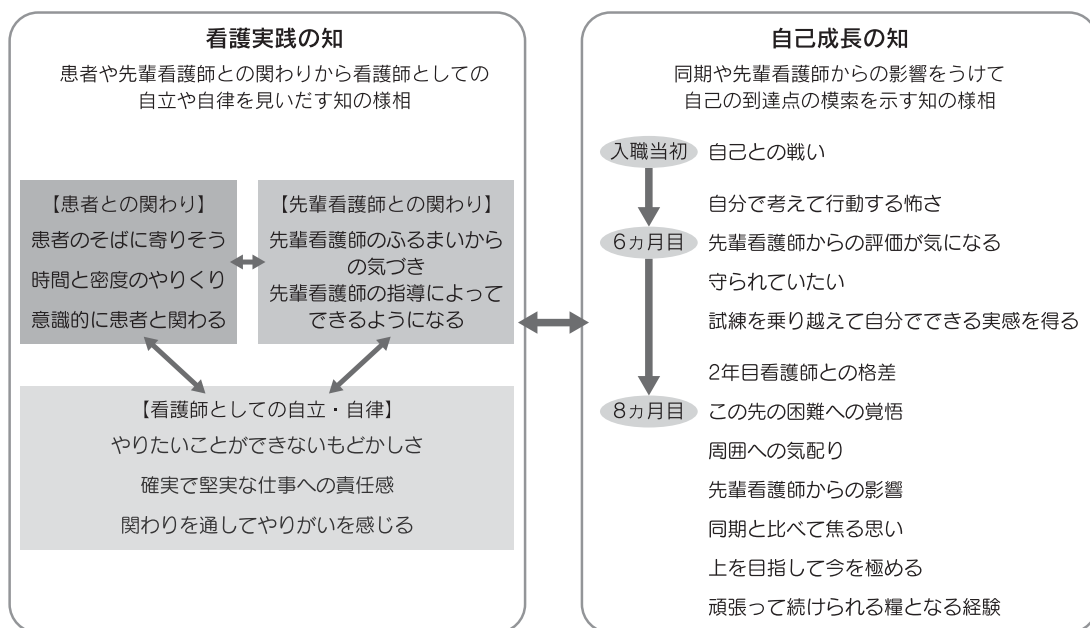 看護実践の知
患者や先輩看護師との関わりから看護師としての
自立や自律を見いだす知の様相
【患者との関わり】
患者のそばに寄りそう
時間と密度のやりくり
意識的に患者と関わる
【先輩看護師との関わり】
先輩看護師のふるまいから
の気づき
先輩看護師の指導によって
できるようになる
【看護師としての自立・自律】
やりたいことができないもどかしさ
確実で堅実な仕事への責任感
関わりを通してやりがいを感じる
自己成長の知
同期や先輩看護師からの影響をうけて
自己の到達点の模索を示す知の様相
入職当初 自己との戦い
自分で考えて行動する怖さ
6ヵ月目 先輩看護師からの評価が気になる
守られていたい
試練を乗り越えて自分でできる実感を得る
2年目看護師との格差
8ヵ月目 この先の困難への覚悟
周囲への気配り
先輩看護師からの影響
同期と比べて焦る思い
上を目指して今を極める
頑張って続けられる糧となる経験